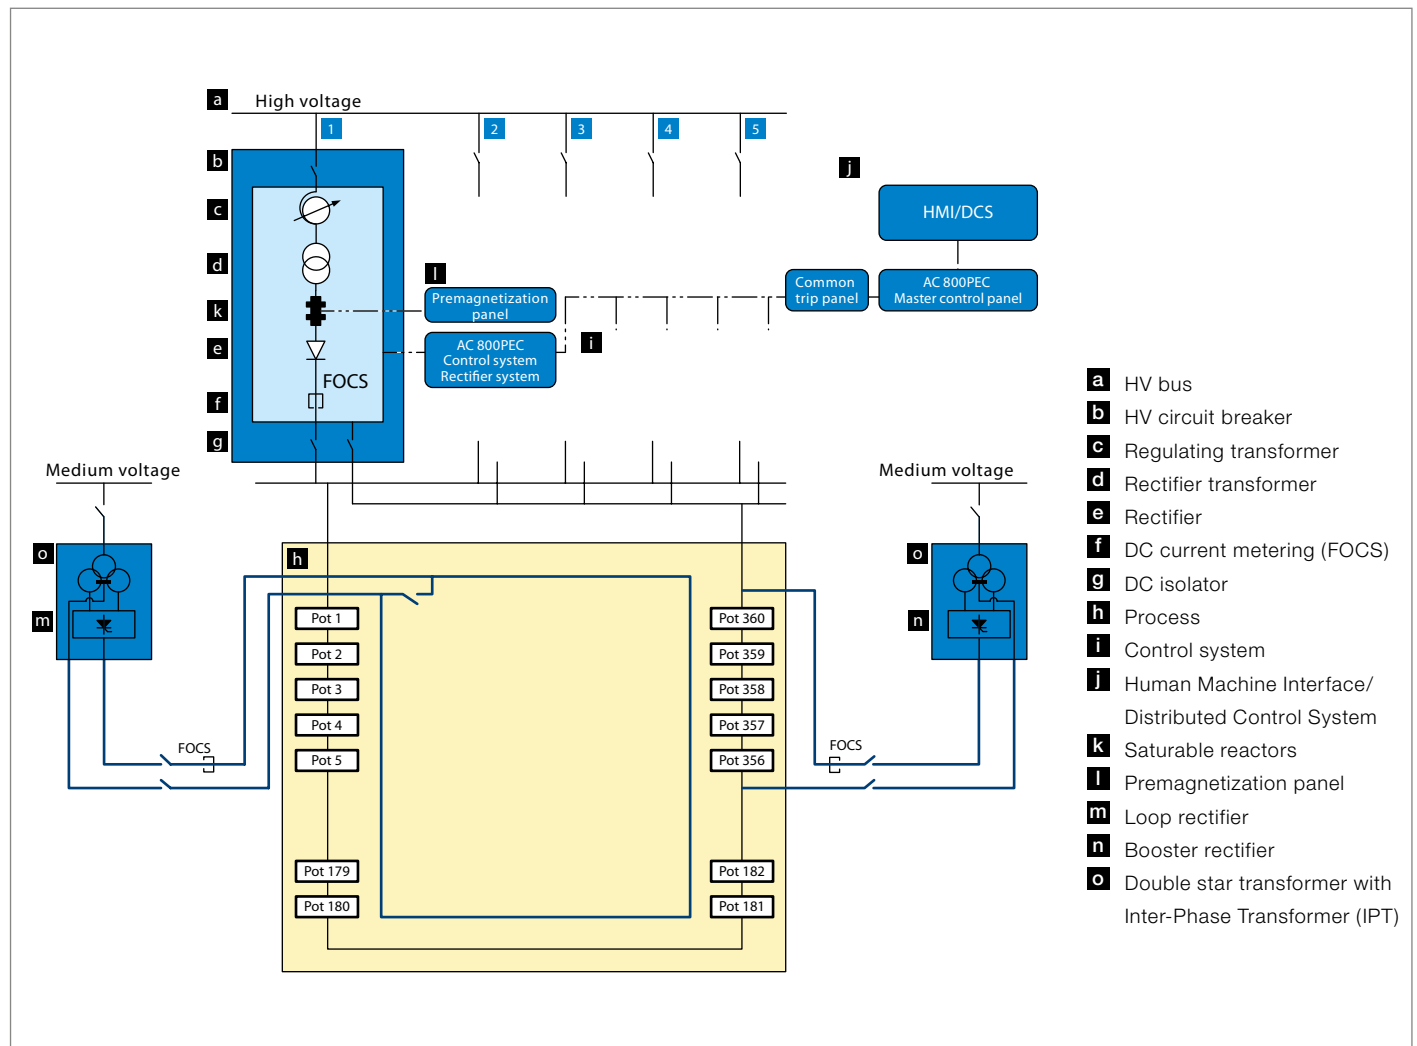 a High voltage
1 2 3 4 5
b
j
HMI/DCS
c
d
l
Premagnetization
panel
Common
trip panel
AC 800PEC
Master control panel
k
i
e
AC 800PEC
Control system
Rectifier system
FOCS
f
g
Medium voltage
Medium voltage
o
h
o
m
n
Pot 1
Pot 2
Pot 3
Pot 4
Pot 5
Pot 179
Pot 180
Pot 360
Pot 359
Pot 358
Pot 357
Pot 356
Pot 182
Pot 181
FOCS
FOCS
a HV bus
b HV circuit breaker
c Regulating transformer
d Rectifier transformer
e Rectifier
f DC current metering (FOCS)
g DC isolator
h Process
i Control system
j Human Machine Interface/
Distributed Control System
k Saturable reactors
l Premagnetization panel
m Loop rectifier
n Booster rectifier
o Double star transformer with
Inter-Phase Transformer (IPT)